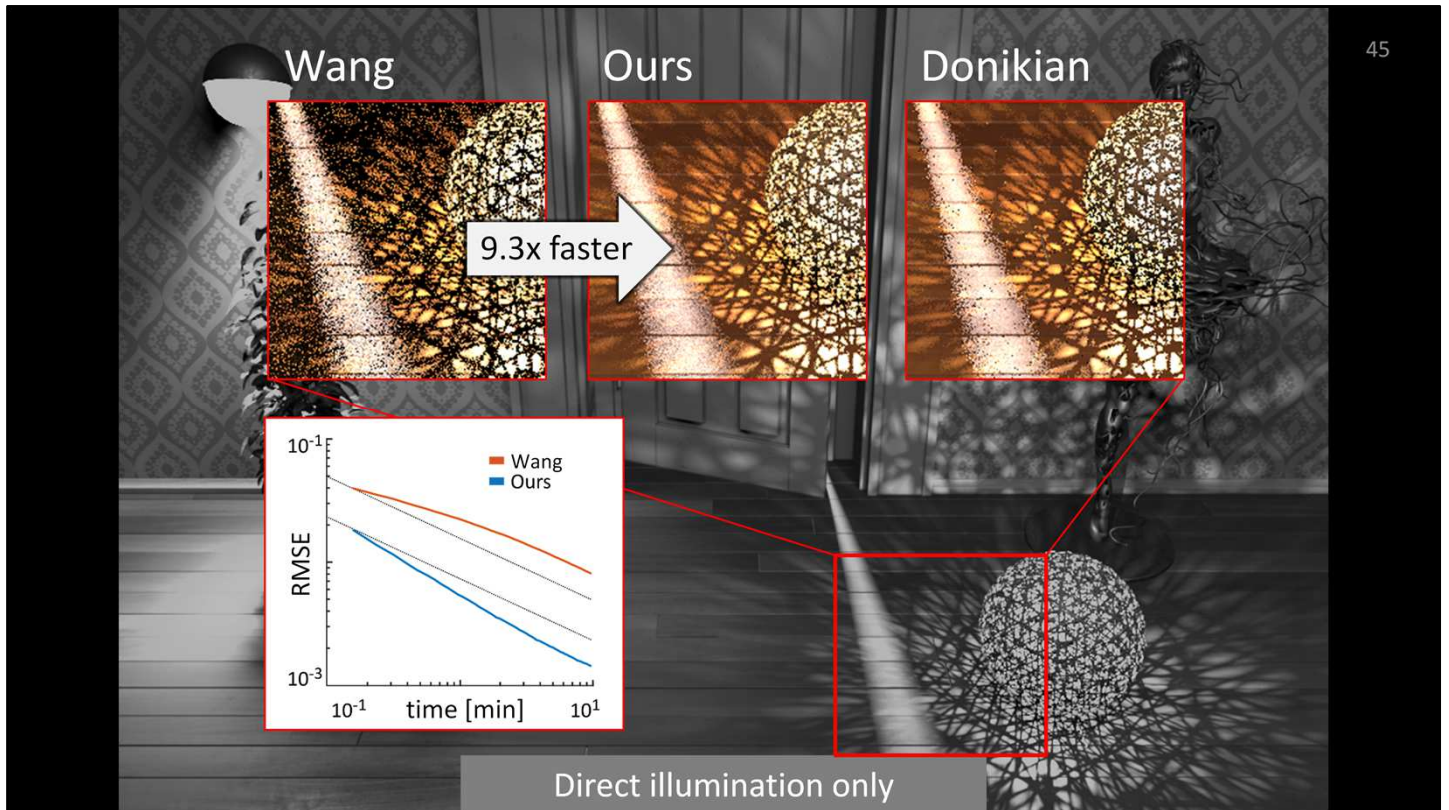 45
Wang Ours Donikian
9.3x faster
10-1
Wang
Ours
RMSE
10-3
10-1 time [min] 101
Direct illumination only